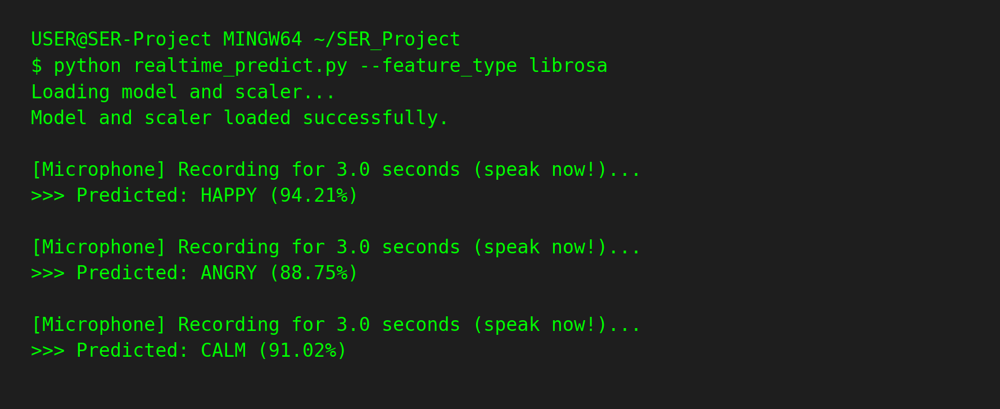 USER@SER-Project MINGW64 ~/SER_Project
$ python realtime_predict.py --feature_type librosa
Loading model and scaler...
Model and scaler loaded successfully.
[Microphone] Recording for 3.0 seconds (speak now!)...
>>> Predicted: HAPPY (94.21%)
[Microphone] Recording for 3.0 seconds (speak now!)...
>>> Predicted: ANGRY (88.75%)
[Microphone] Recording for 3.0 seconds (speak now!)...
>>> Predicted: CALM (91.02%)